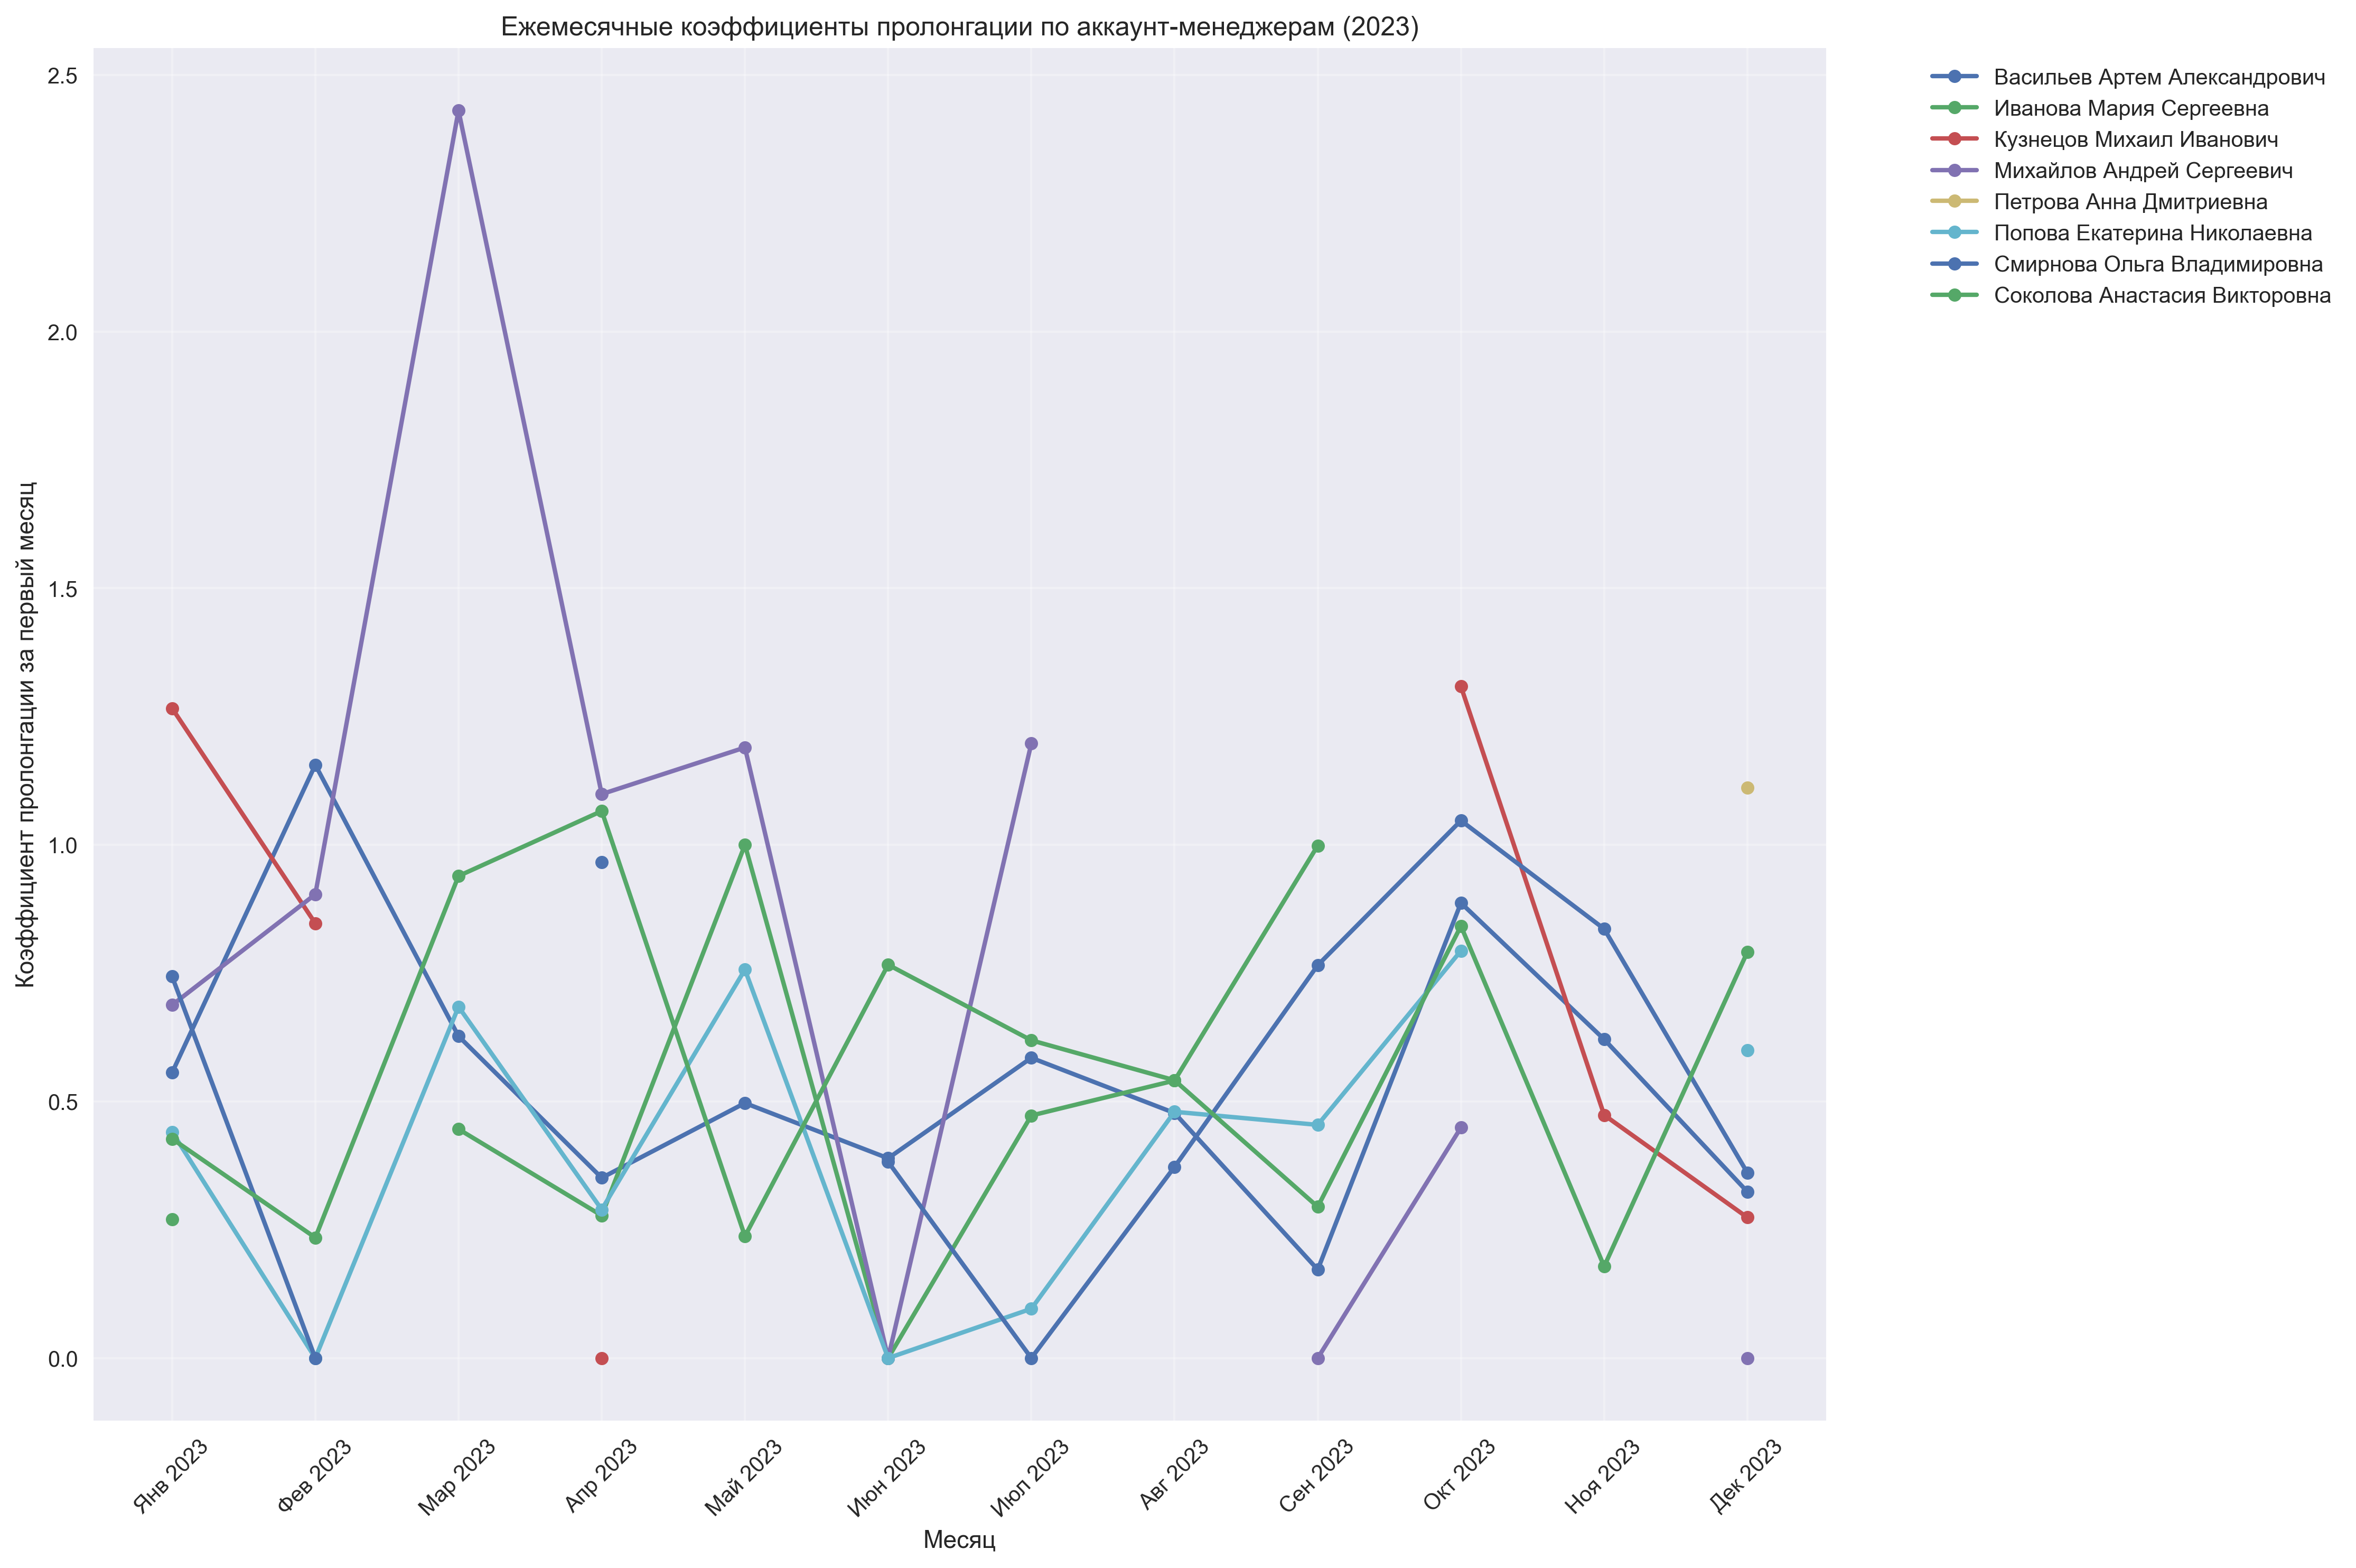 Ежемесячные коэффициенты пролонгации по аккаунт-менеджерам (2023)
Коэффициент пролонгации за первый месяц
2.5
2.0
1.5
1.0
0.5
0.0
Янв 2023
Фев 2023
Мар 2023
Апр 2023
Май 2023
Июн 2023
Июл 2023
Авг 2023
Сен 2023
Окт 2023
Ноя 2023
Дек 2023
Месяц
Васильев Артем Александрович
Иванова Мария Сергеевна
Кузнецов Михаил Иванович
Михайлов Андрей Сергеевич
Петрова Анна Дмитриевна
Попова Екатерина Николаевна
Смирнова Ольга Владимировна
Соколова Анастасия Викторовна